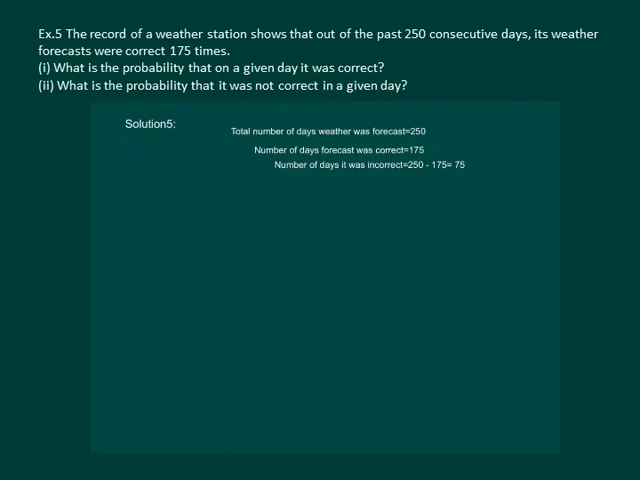 Ex.5 The record of a weather station shows that out of the past 250 consecutive days, its weather
forecasts were correct 175 times.
(i) What is the probability that on a given day it was correct?
(ii) What is the probability that it was not correct in a given day?
Solution5:
Total number of days weather was forecast=250
Number of days forecast was correct=175
Number of days it was incorrect=250 - 175= 75